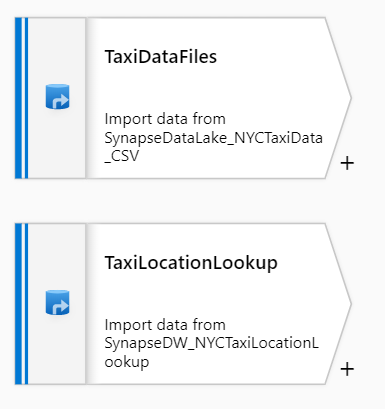 TaxiDataFiles
Import data from
SynapseDataLake_NYCTaxiData
_CSV
+
TaxiLocationLookup
Import data from
SynapseDW_NYCTaxiLocationL
ookup
+